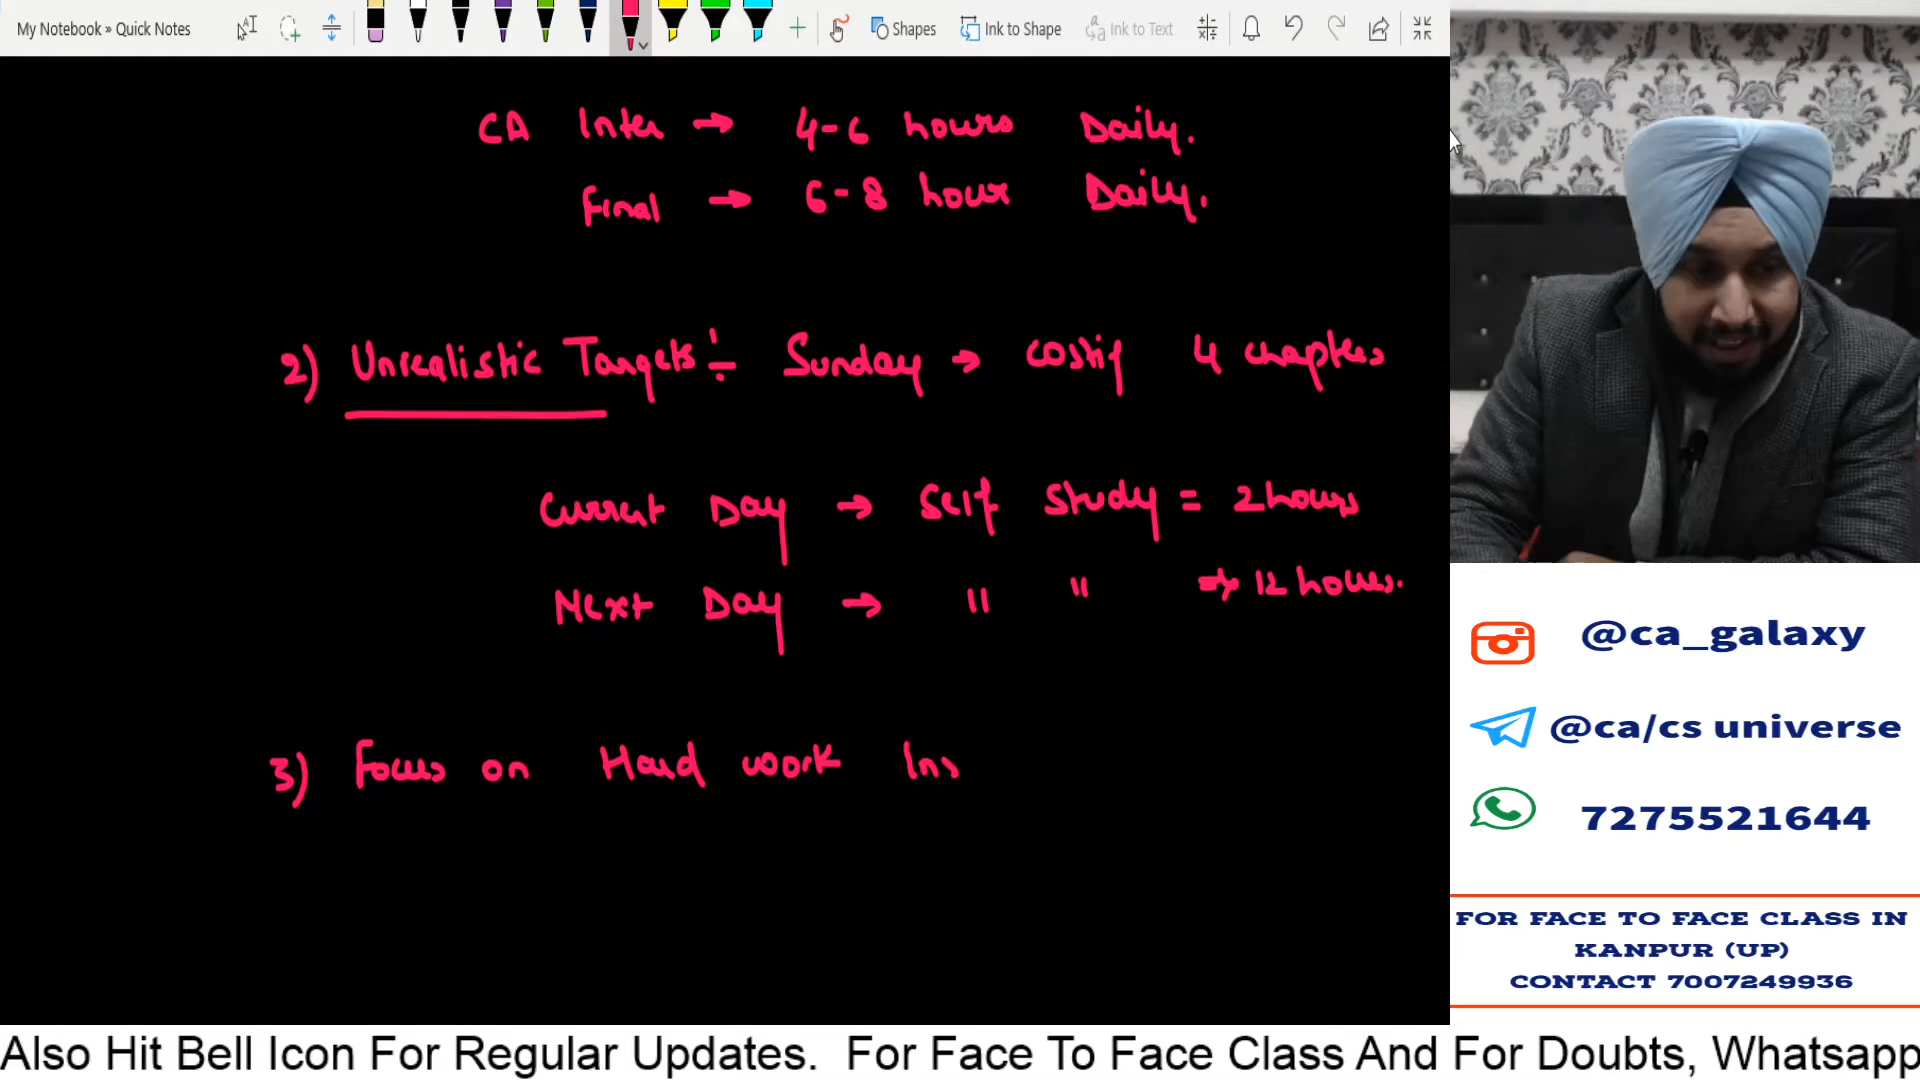 My Notebook » Quick Notes
Shapes
Ink to Shape
Ink to Text
CA Inter → 4-6 hours Daily.
Final → 6-8 hour Daily.
2) Unrealistic Targets :- Sunday → 4 chapters
Current Day → Self Study = 2 hours
Next Day → " " ⇒ 12 hours.
3) Focus on Hard work Ins
@ca_galaxy
@ca/cs universe
7275521644
FOR FACE TO FACE CLASS IN
KANPUR (UP)
CONTACT 7007249936
Also Hit Bell Icon For Regular Updates. For Face To Face Class And For Doubts, Whatsapp